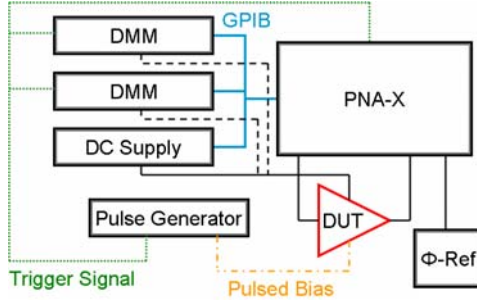 GPIB
DMM
DMM
PNA-X
DC Supply
Pulse Generator
DUT
Φ-Ref
Trigger Signal
Pulsed Bias